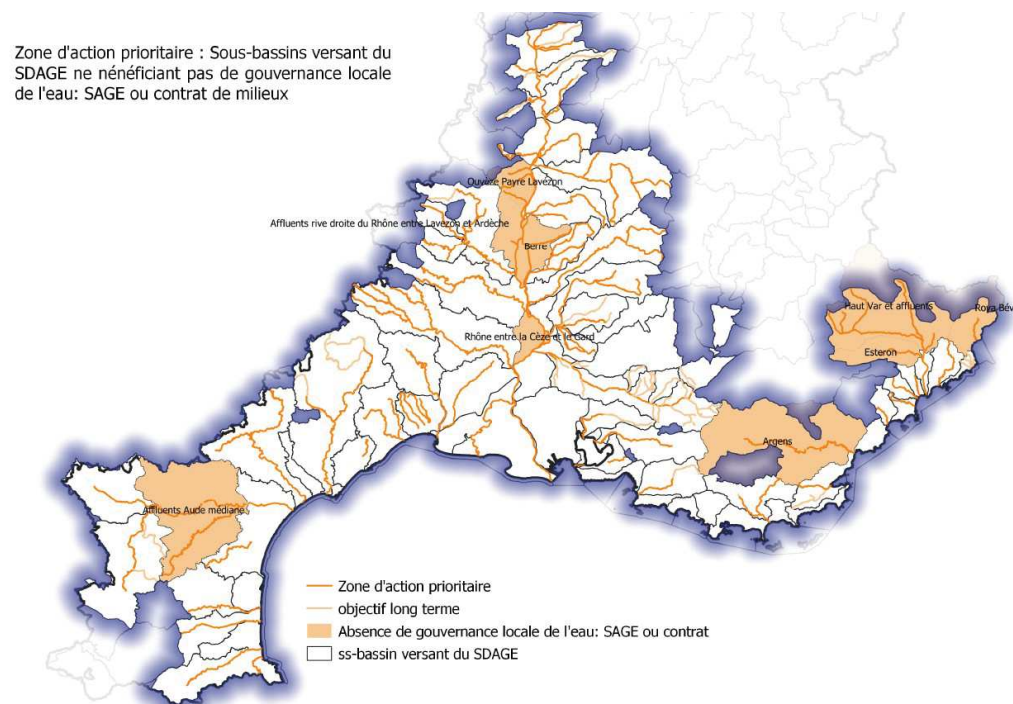 Zone d'action prioritaire : Sous-bassins versant du
SDAGE ne nénéficiant pas de gouvernance locale
de l'eau: SAGE ou contrat de milieux
Ouvèze Payre Lavézon
Affluents rive droite du Rhône entre Lavezon et Ardèche
Berre
Haut Var et affluents
Roya Bév
Rhône entre la Cèze et le Gard
Esteron
Argens
Affluents Aude médiane
Zone d'action prioritaire
objectif long terme
Absence de gouvernance locale de l'eau: SAGE ou contrat
ss-bassin versant du SDAGE